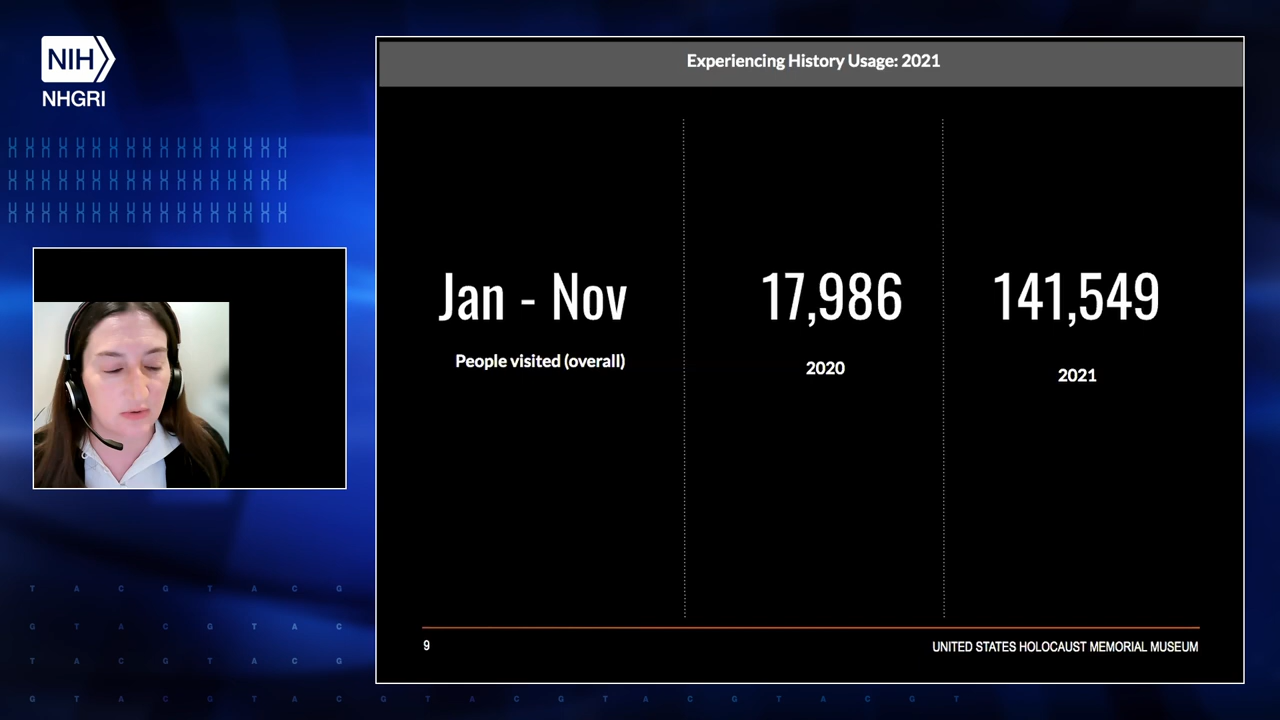 NIH
NHGRI
Experiencing History Usage: 2021
Jan - Nov
People visited (overall)
17,986
2020
141,549
2021
9
UNITED STATES HOLOCAUST MEMORIAL MUSEUM
T A C G T A C G
G T A C G T A C
T A C G T A C G
G T A C G T A C G T A C G T A C G T A C G T